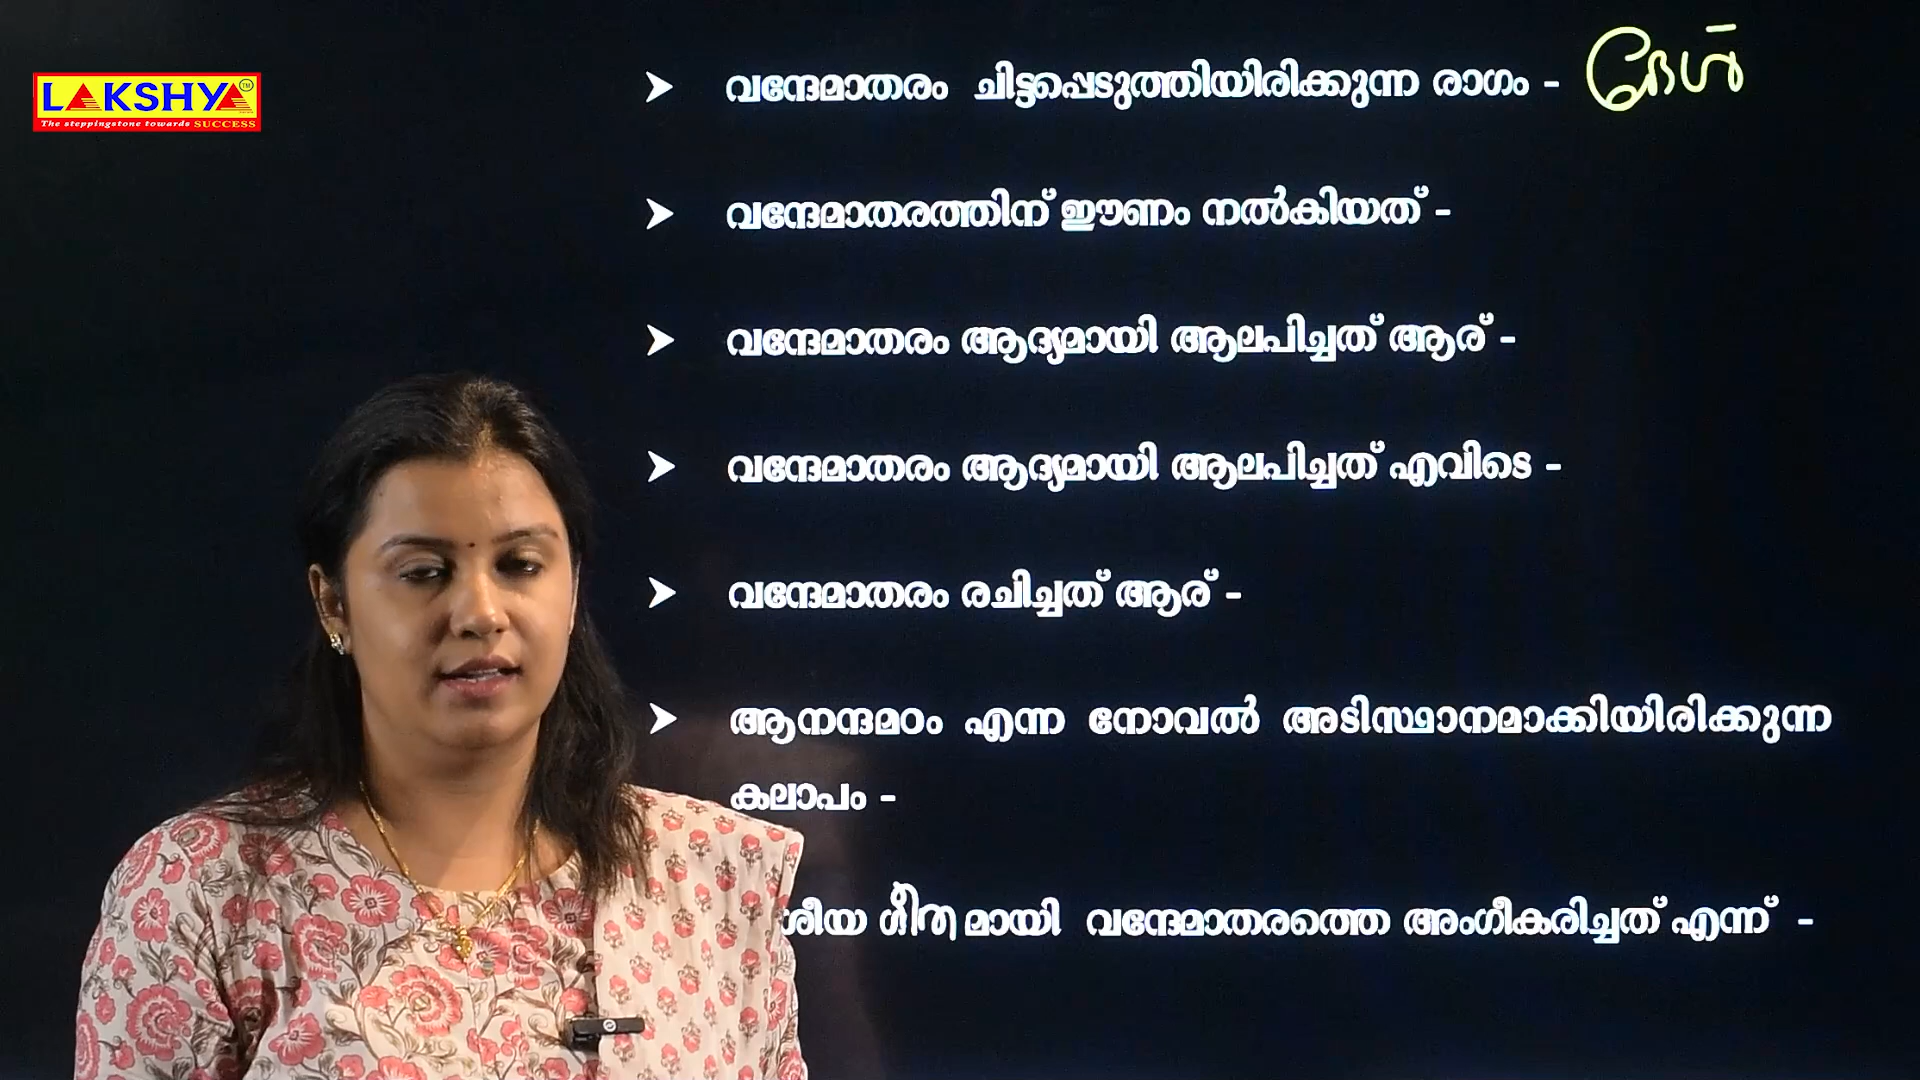 LAKSHYA TM
The steppingstone towards SUCCESS
➤ വന്ദേമാതരം ചിട്ടപ്പെടുത്തിയിരിക്കുന്ന രാഗം - ദേശ്
➤ വന്ദേമാതരത്തിന് ഈണം നൽകിയത് -
➤ വന്ദേമാതരം ആദ്യമായി ആലപിച്ചത് ആര് -
➤ വന്ദേമാതരം ആദ്യമായി ആലപിച്ചത് എവിടെ -
➤ വന്ദേമാതരം രചിച്ചത് ആര് -
➤ ആനന്ദമഠം എന്ന നോവൽ അടിസ്ഥാനമാക്കിയിരിക്കുന്ന
കലാപം -
ശീയ ഗീതമായി വന്ദേമാതരത്തെ അംഗീകരിച്ചത് എന്ന് -